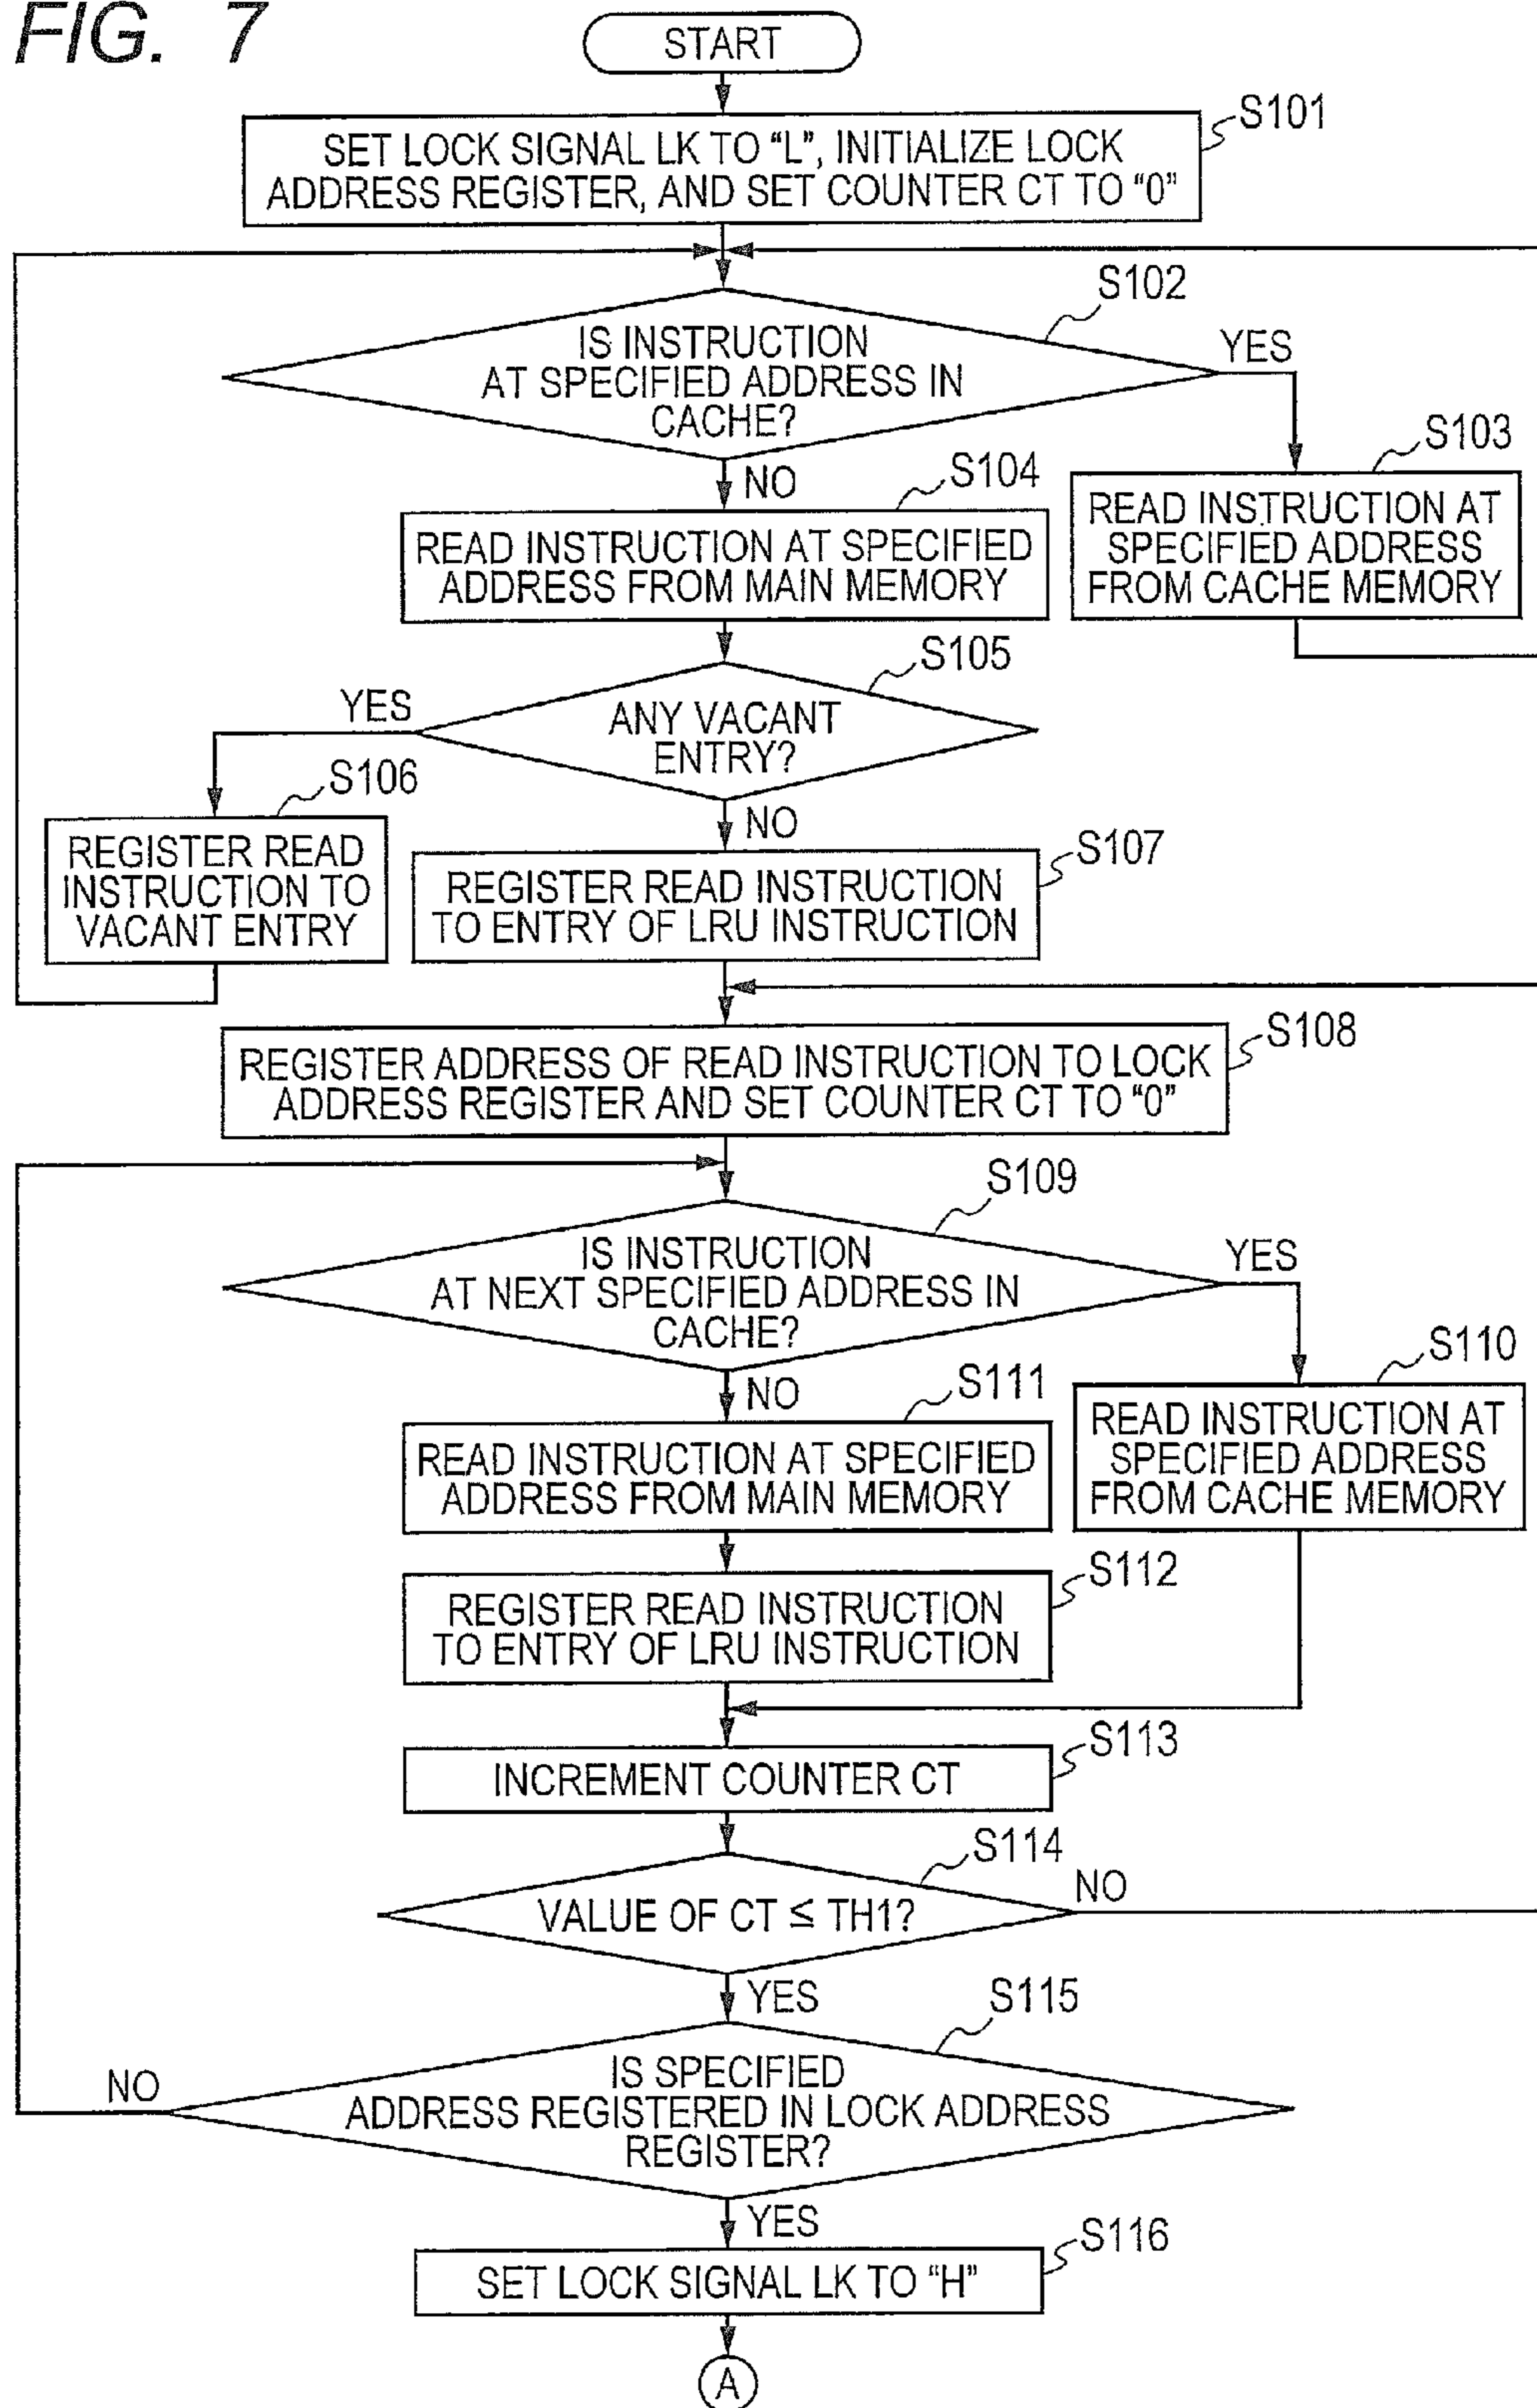 FIG. 7
START
S101
SET LOCK SIGNAL LK TO “L”, INITIALIZE LOCK
ADDRESS REGISTER, AND SET COUNTER CT TO “0”
S102
IS INSTRUCTION
AT SPECIFIED ADDRESS IN
CACHE?
YES
NO
S103
READ INSTRUCTION AT
SPECIFIED ADDRESS
FROM CACHE MEMORY
S104
READ INSTRUCTION AT SPECIFIED
ADDRESS FROM MAIN MEMORY
S105
ANY VACANT
ENTRY?
YES
NO
S106
REGISTER READ
INSTRUCTION TO
VACANT ENTRY
S107
REGISTER READ INSTRUCTION
TO ENTRY OF LRU INSTRUCTION
S108
REGISTER ADDRESS OF READ INSTRUCTION TO LOCK
ADDRESS REGISTER AND SET COUNTER CT TO “0”
S109
IS INSTRUCTION
AT NEXT SPECIFIED ADDRESS IN
CACHE?
YES
NO
S110
READ INSTRUCTION AT
SPECIFIED ADDRESS
FROM CACHE MEMORY
S111
READ INSTRUCTION AT SPECIFIED
ADDRESS FROM MAIN MEMORY
S112
REGISTER READ INSTRUCTION
TO ENTRY OF LRU INSTRUCTION
S113
INCREMENT COUNTER CT
S114
VALUE OF CT ≦ TH1?
NO
YES
S115
IS SPECIFIED
ADDRESS REGISTERED IN LOCK ADDRESS
REGISTER?
NO
YES
S116
SET LOCK SIGNAL LK TO “H”
A